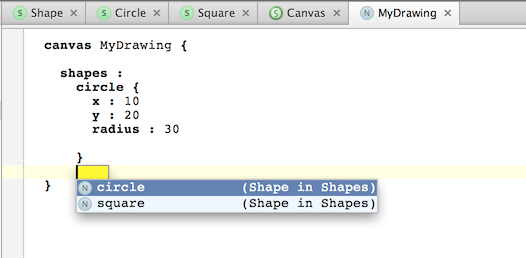 S Shape × S Circle × S Square × S Canvas × N MyDrawing ×
canvas MyDrawing {
shapes :
circle {
x : 10
y : 20
radius : 30
}
N circle (Shape in Shapes)
} N square (Shape in Shapes)